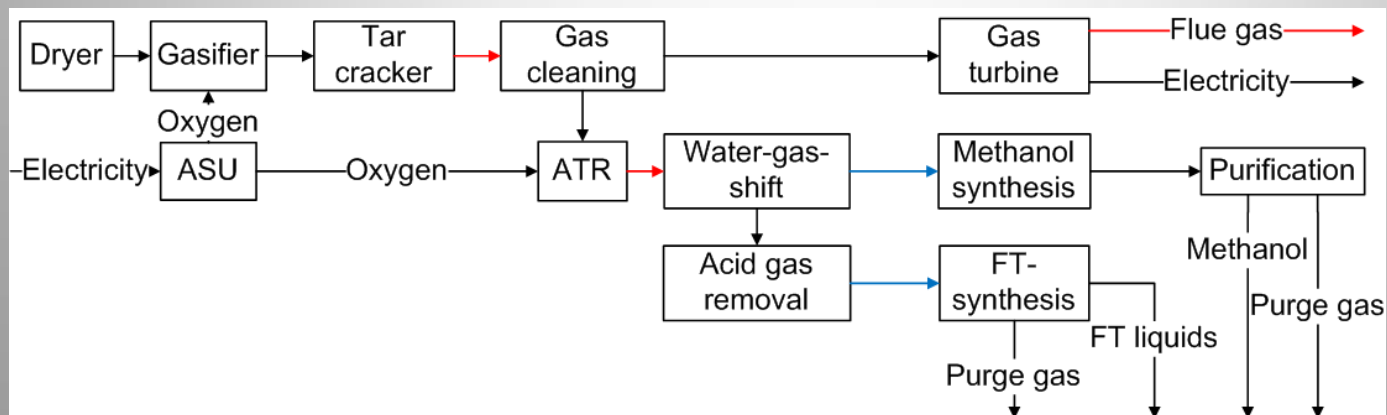 Dryer
Gasifier
Tar
cracker
Gas
cleaning
Gas
turbine
Flue gas
Electricity
Oxygen
Electricity
ASU
Oxygen
ATR
Water-gas-
shift
Methanol
synthesis
Purification
Acid gas
removal
FT-
synthesis
Methanol
Purge gas
FT liquids
Purge gas